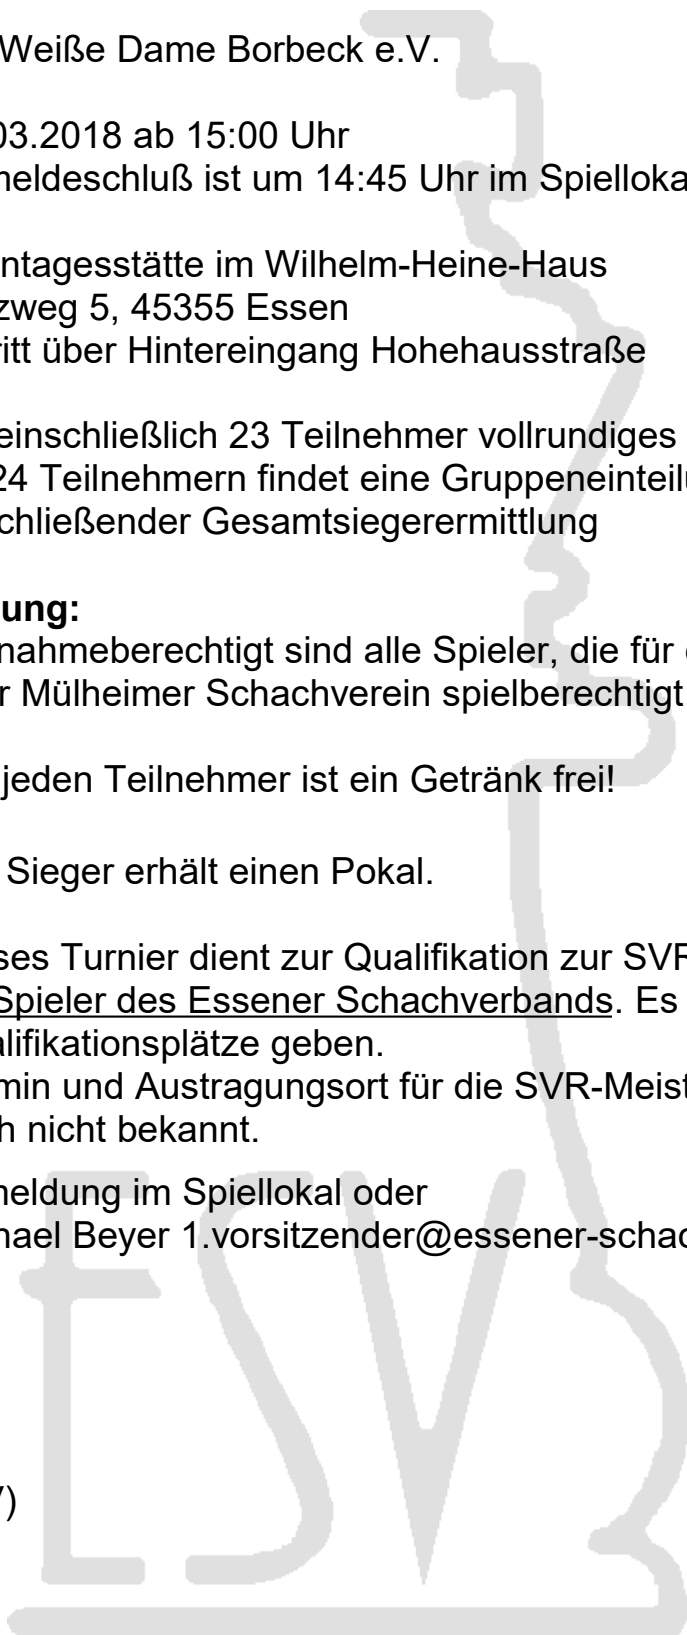 Weiße Dame Borbeck e.V.
03.2018 ab 15:00 Uhr
neldeschluß ist um 14:45 Uhr im Spielloka
ntagesstätte im Wilhelm-Heine-Haus
zweg 5, 45355 Essen
ritt über Hintereingang Hohehausstraße
einschließlich 23 Teilnehmer vollrundiges
24 Teilnehmern findet eine Gruppeneinteilu
chließender Gesamtsiegerermittlung
ung:
nahmeberechtigt sind alle Spieler, die für
r Mülheimer Schachverein spielberechtigt
jeden Teilnehmer ist ein Getränk frei!
Sieger erhält einen Pokal.
ses Turnier dient zur Qualifikation zur SVR
Spieler des Essener Schachverbands. Es
alifikationsplätze geben.
min und Austragungsort für die SVR-Meist
h nicht bekannt.
neldung im Spiellokal oder
hael Beyer 1.vorsitzender@essener-schac
)
ESV